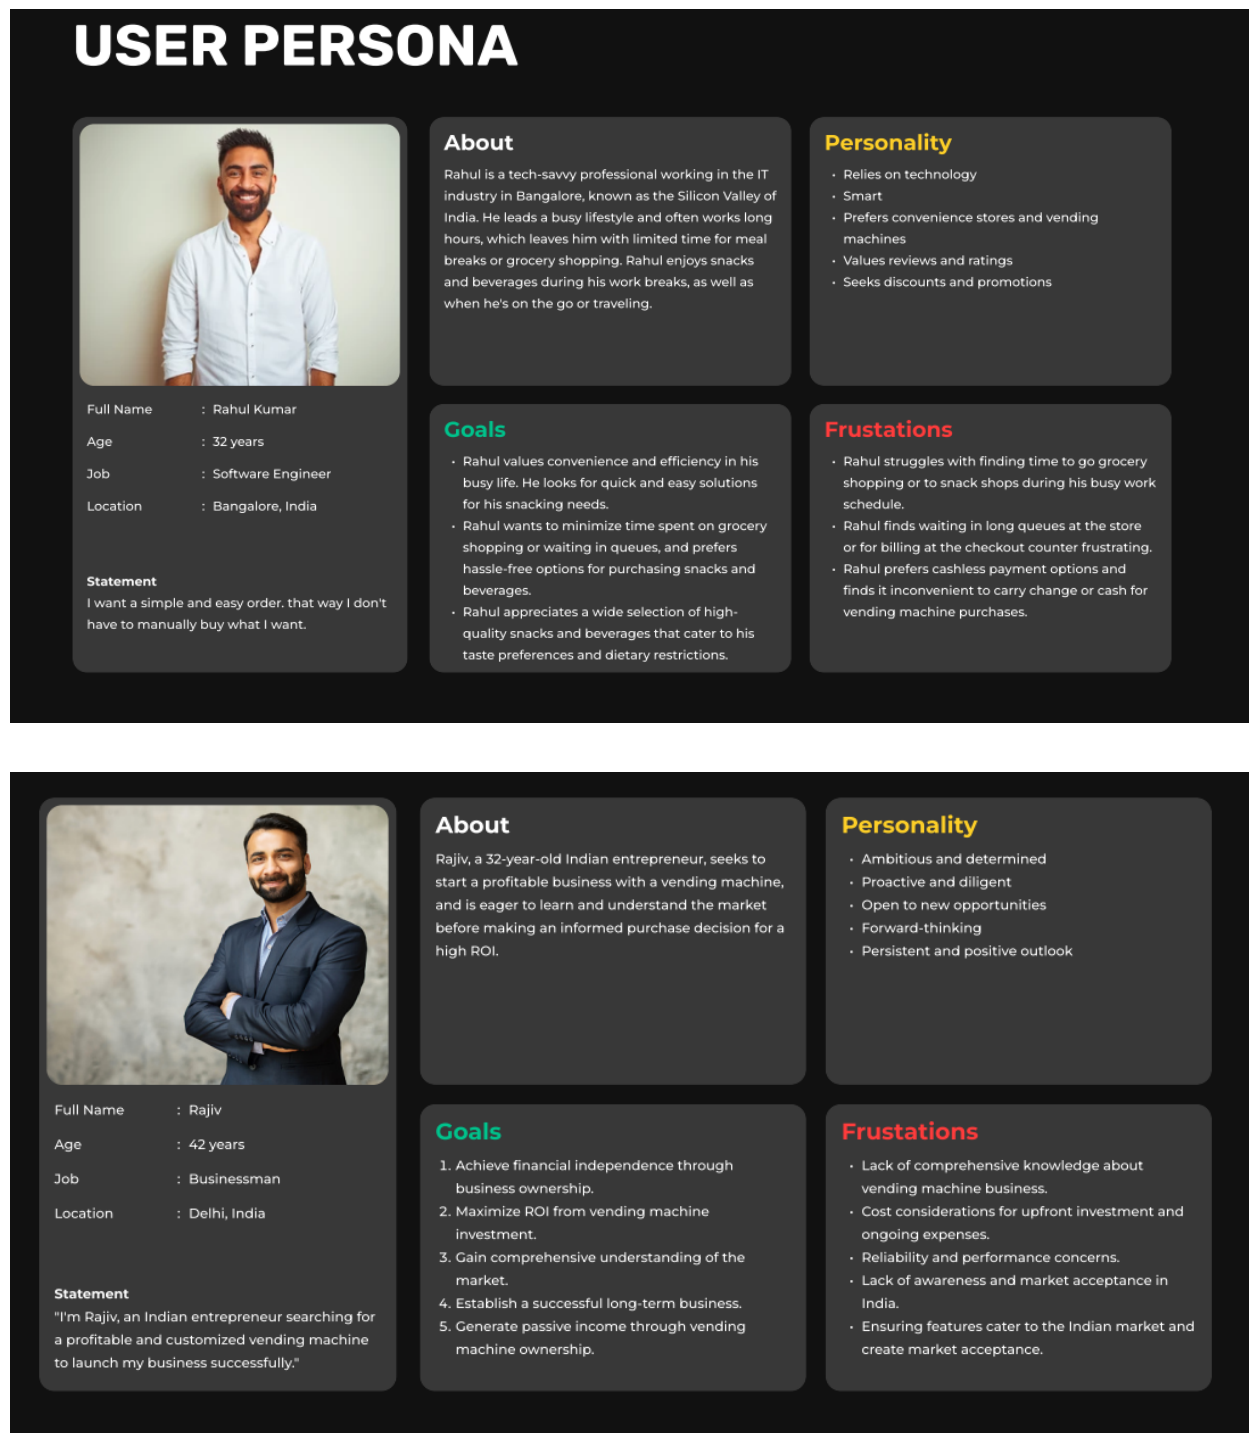 USER PERSONA
Full Name : Rahul Kumar
Age : 32 years
Job : Software Engineer
Location : Bangalore, India
Statement
I want a simple and easy order. that way I don't
have to manually buy what I want.
About
Rahul is a tech-savvy professional working in the IT
industry in Bangalore, known as the Silicon Valley of
India. He leads a busy lifestyle and often works long
hours, which leaves him with limited time for meal
breaks or grocery shopping. Rahul enjoys snacks
and beverages during his work breaks, as well as
when he's on the go or traveling.
Personality
• Relies on technology
• Smart
• Prefers convenience stores and vending
machines
• Values reviews and ratings
• Seeks discounts and promotions
Goals
• Rahul values convenience and efficiency in his
busy life. He looks for quick and easy solutions
for his snacking needs.
• Rahul wants to minimize time spent on grocery
shopping or waiting in queues, and prefers
hassle-free options for purchasing snacks and
beverages.
• Rahul appreciates a wide selection of high-
quality snacks and beverages that cater to his
taste preferences and dietary restrictions.
Frustations
• Rahul struggles with finding time to go grocery
shopping or to snack shops during his busy work
schedule.
• Rahul finds waiting in long queues at the store
or for billing at the checkout counter frustrating.
• Rahul prefers cashless payment options and
finds it inconvenient to carry change or cash for
vending machine purchases.
Full Name : Rajiv
Age : 42 years
Job : Businessman
Location : Delhi, India
Statement
"I'm Rajiv, an Indian entrepreneur searching for
a profitable and customized vending machine
to launch my business successfully."
About
Rajiv, a 32-year-old Indian entrepreneur, seeks to
start a profitable business with a vending machine,
and is eager to learn and understand the market
before making an informed purchase decision for a
high ROI.
Personality
• Ambitious and determined
• Proactive and diligent
• Open to new opportunities
• Forward-thinking
• Persistent and positive outlook
Goals
1. Achieve financial independence through
business ownership.
2. Maximize ROI from vending machine
investment.
3. Gain comprehensive understanding of the
market.
4. Establish a successful long-term business.
5. Generate passive income through vending
machine ownership.
Frustations
• Lack of comprehensive knowledge about
vending machine business.
• Cost considerations for upfront investment and
ongoing expenses.
• Reliability and performance concerns.
• Lack of awareness and market acceptance in
India.
• Ensuring features cater to the Indian market and
create market acceptance.